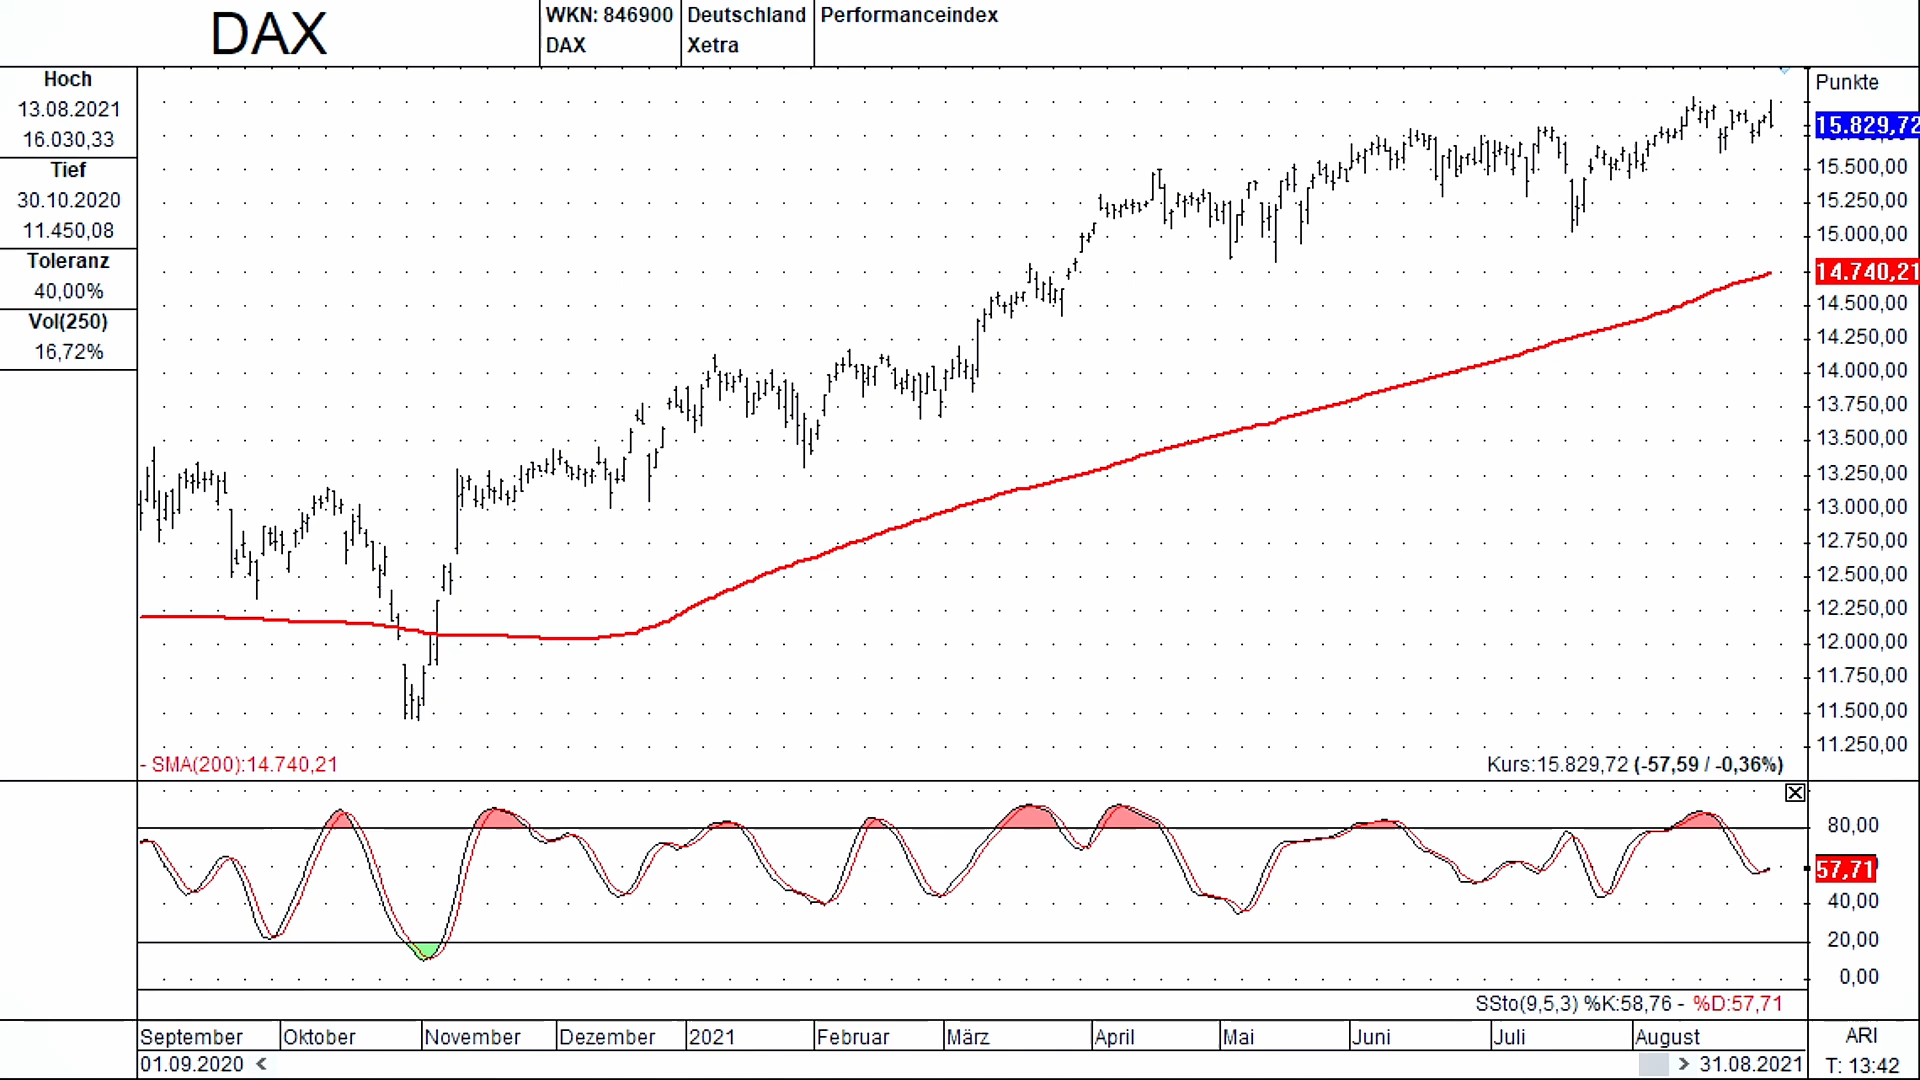 DAX
WKN: 846900
DAX
Deutschland
Xetra
Performanceindex
Hoch
13.08.2021
16.030,33
Tief
30.10.2020
11.450,08
Toleranz
40,00%
Vol(250)
16,72%
Punkte
15.829,72
15.500,00
15.250,00
15.000,00
14.740,21
14.500,00
14.250,00
14.000,00
13.750,00
13.500,00
13.250,00
13.000,00
12.750,00
12.500,00
12.250,00
12.000,00
11.750,00
11.500,00
11.250,00
- SMA(200):14.740,21
Kurs:15.829,72 (-57,59 / -0,36%)
80,00
57,71
40,00
20,00
0,00
SSto(9,5,3) %K:58,76 - %D:57,71
September Oktober November Dezember 2021 Februar März April Mai Juni Juli August
ARI
01.09.2020 <
> 31.08.2021
T: 13:42